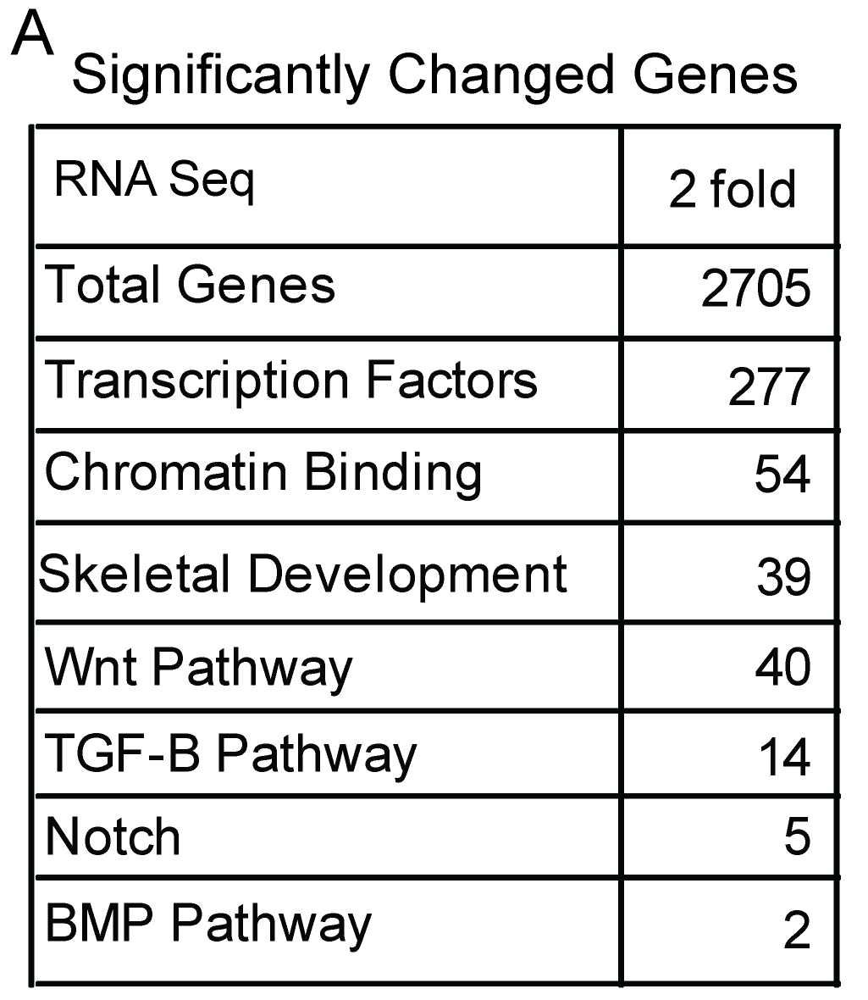 A
Significantly Changed Genes
RNA Seq 2 fold
Total Genes 2705
Transcription Factors 277
Chromatin Binding 54
Skeletal Development 39
Wnt Pathway 40
TGF-B Pathway 14
Notch 5
BMP Pathway 2